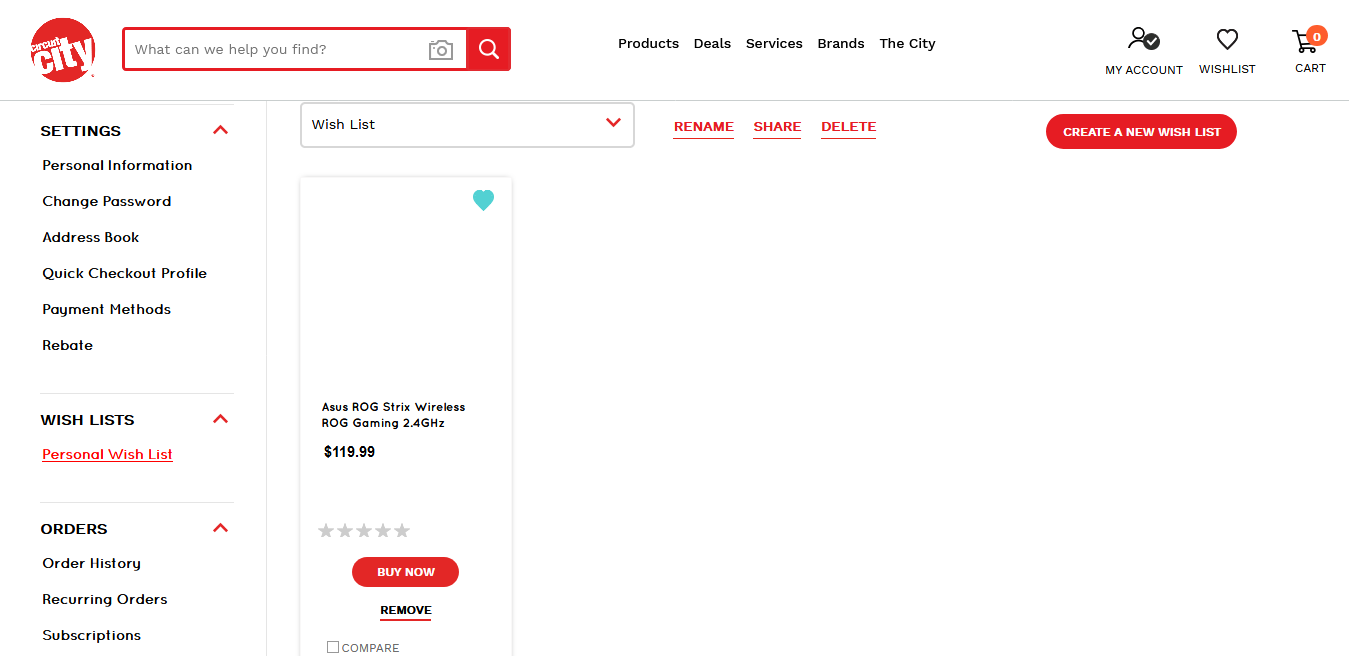 circuit
city
What can we help you find?
Products
Deals
Services
Brands
The City
MY ACCOUNT
WISHLIST
0
CART
SETTINGS
Personal Information
Change Password
Address Book
Quick Checkout Profile
Payment Methods
Rebate
WISH LISTS
Personal Wish List
ORDERS
Order History
Recurring Orders
Subscriptions
Wish List
RENAME
SHARE
DELETE
CREATE A NEW WISH LIST
Asus ROG Strix Wireless
ROG Gaming 2.4GHz
$119.99
BUY NOW
REMOVE
COMPARE